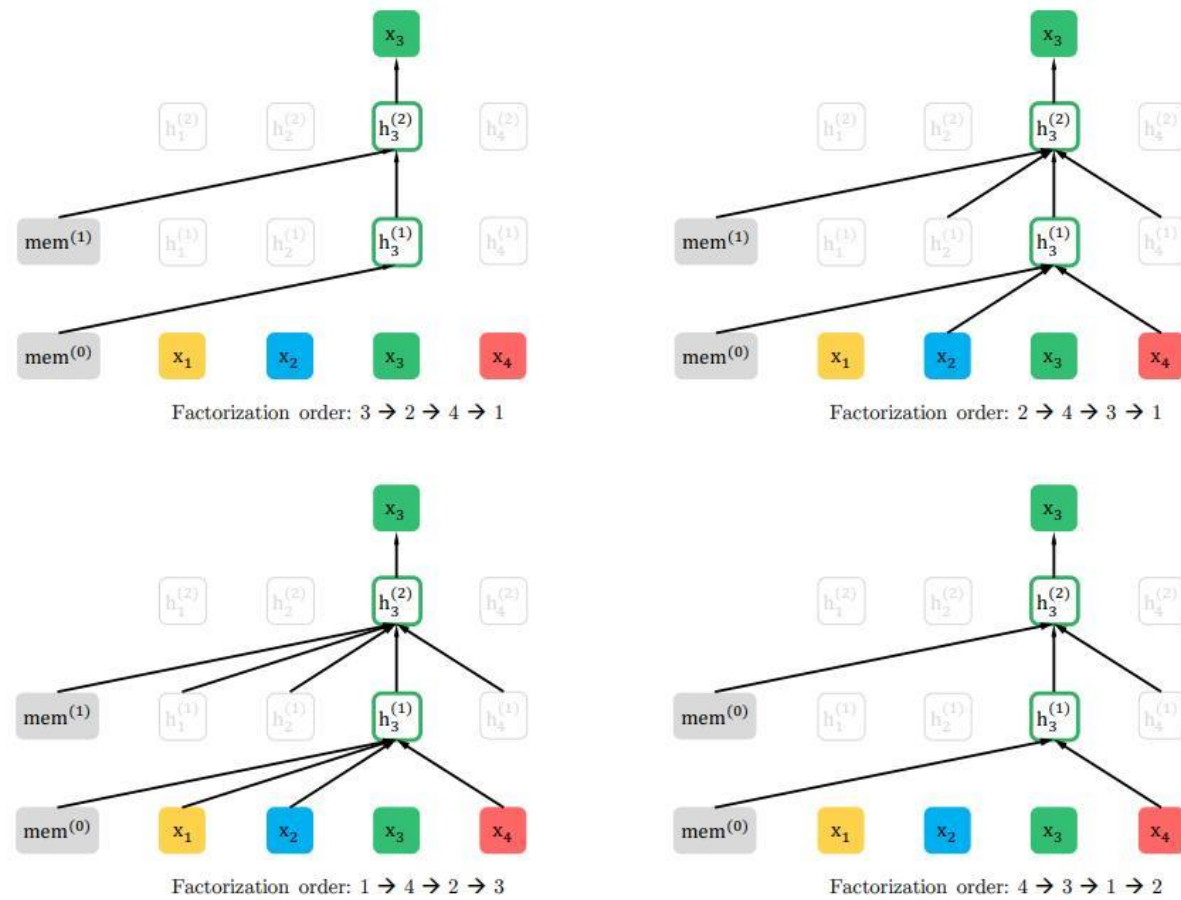 x₃
h₁⁽²⁾ h₂⁽²⁾ h₃⁽²⁾ h₄⁽²⁾
mem⁽¹⁾ h₁⁽¹⁾ h₂⁽¹⁾ h₃⁽¹⁾ h₄⁽¹⁾
mem⁽⁰⁾ x₁ x₂ x₃ x₄
Factorization order: 3 → 2 → 4 → 1
x₃
h₁⁽²⁾ h₂⁽²⁾ h₃⁽²⁾ h₄⁽²⁾
mem⁽¹⁾ h₁⁽¹⁾ h₂⁽¹⁾ h₃⁽¹⁾ h₄⁽¹⁾
mem⁽⁰⁾ x₁ x₂ x₃ x₄
Factorization order: 2 → 4 → 3 → 1
x₃
h₁⁽²⁾ h₂⁽²⁾ h₃⁽²⁾ h₄⁽²⁾
mem⁽¹⁾ h₁⁽¹⁾ h₂⁽¹⁾ h₃⁽¹⁾ h₄⁽¹⁾
mem⁽⁰⁾ x₁ x₂ x₃ x₄
Factorization order: 1 → 4 → 2 → 3
x₃
h₁⁽²⁾ h₂⁽²⁾ h₃⁽²⁾ h₄⁽²⁾
mem⁽⁰⁾ h₁⁽¹⁾ h₂⁽¹⁾ h₃⁽¹⁾ h₄⁽¹⁾
mem⁽⁰⁾ x₁ x₂ x₃ x₄
Factorization order: 4 → 3 → 1 → 2